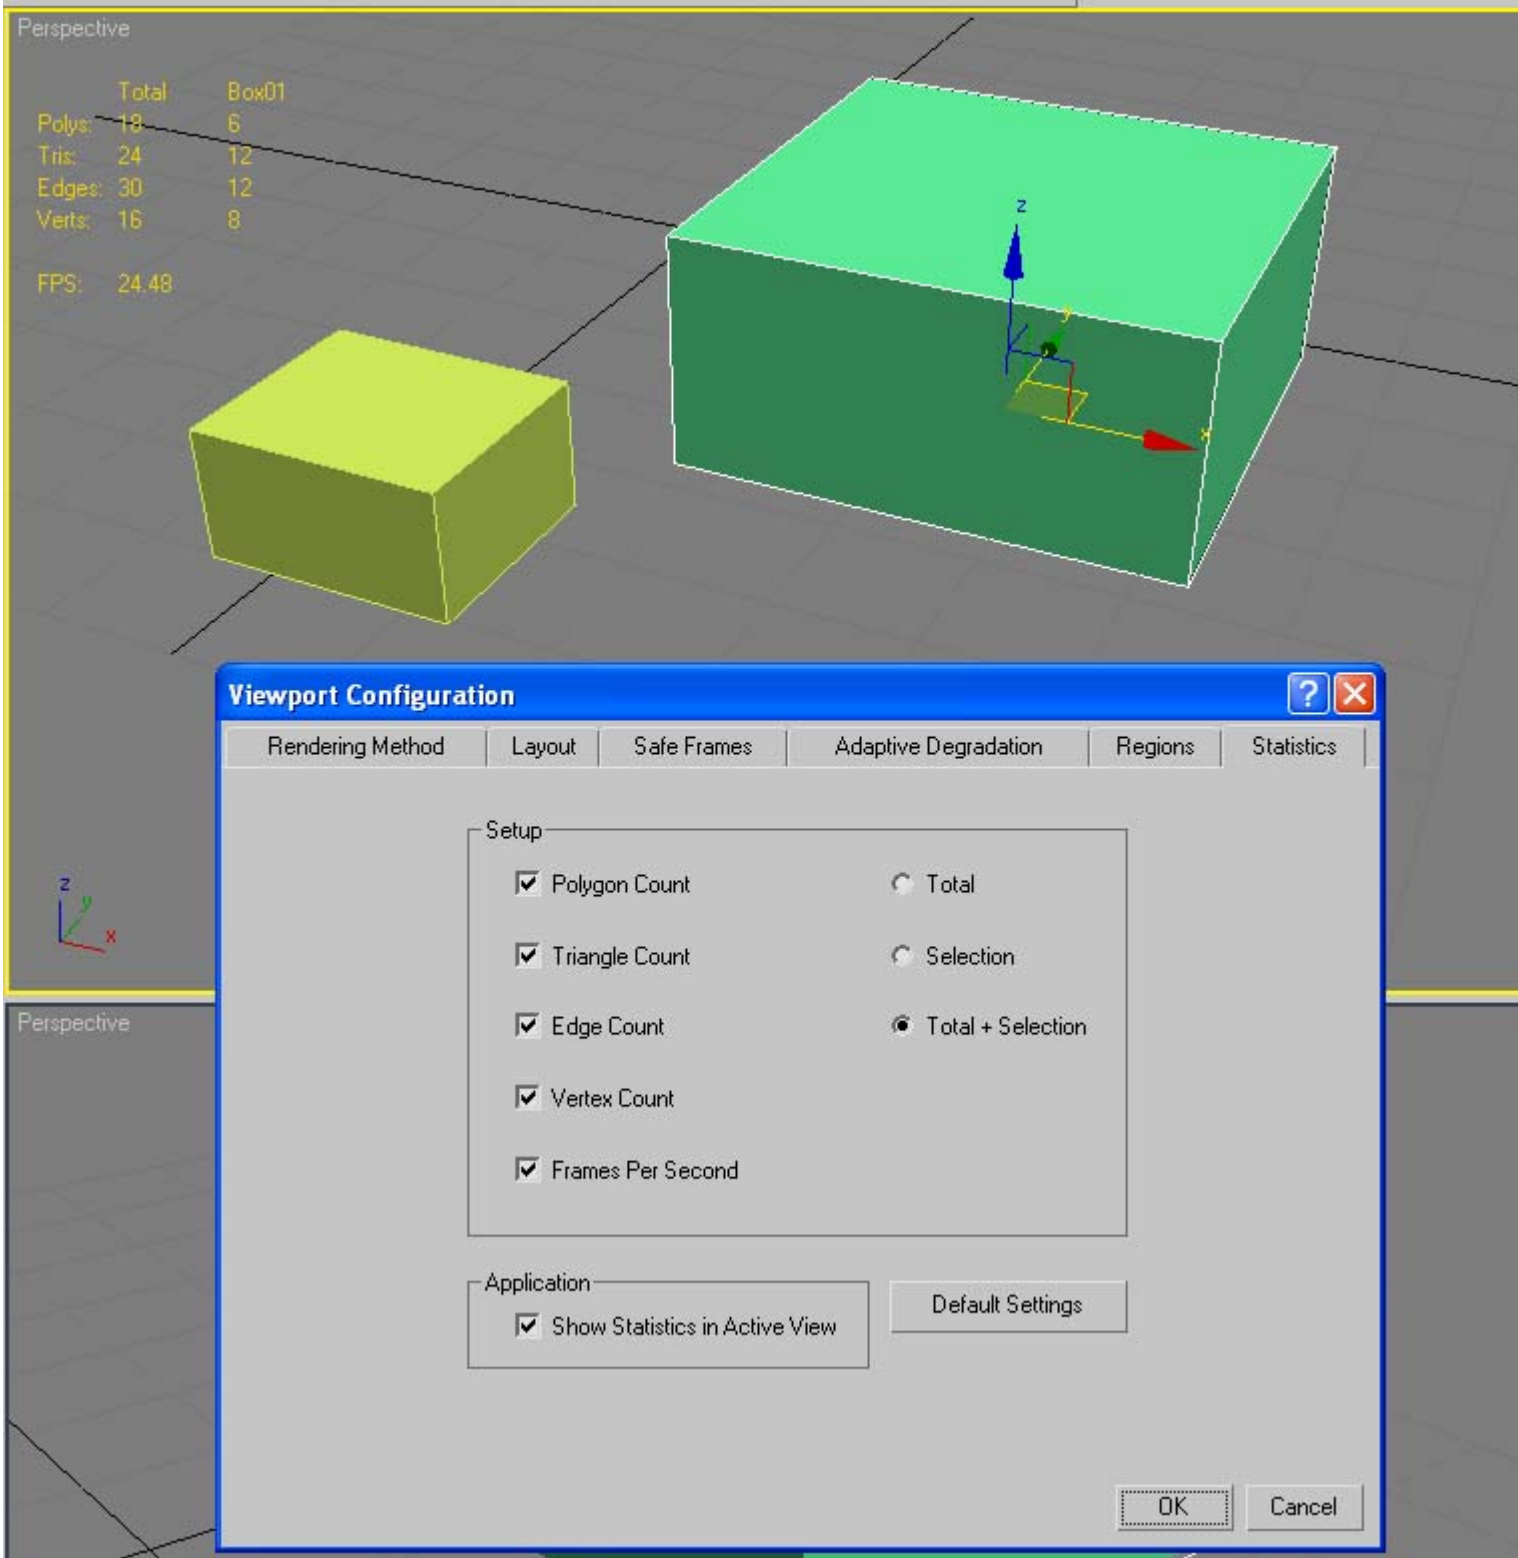 Perspective
Total Box01
Polys: 18 6
Tris: 24 12
Edges: 30 12
Verts: 16 8
FPS: 24.48
z
y
x
z
y
x
Viewport Configuration
Rendering Method Layout Safe Frames Adaptive Degradation Regions Statistics
Setup
Polygon Count Total
Triangle Count Selection
Edge Count Total + Selection
Vertex Count
Frames Per Second
Application
Show Statistics in Active View
Default Settings
OK Cancel
Perspective